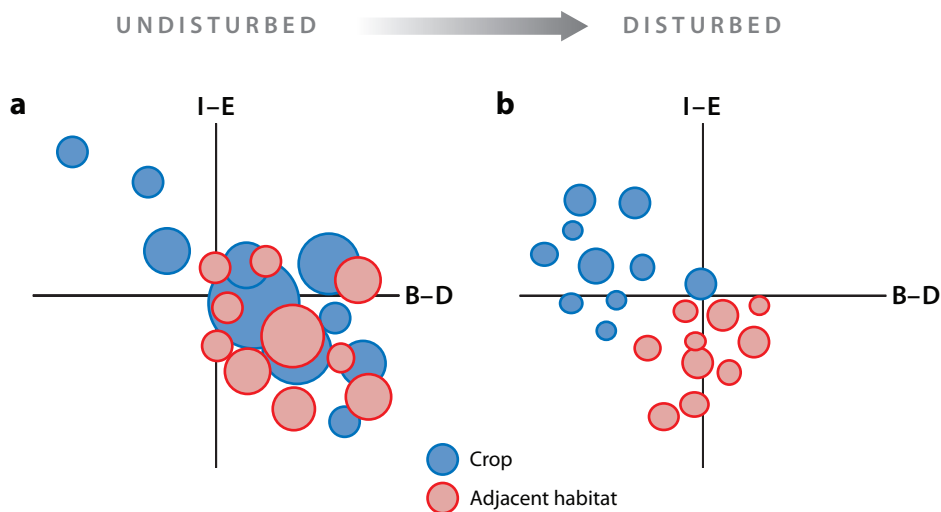 UNDISTURBED DISTURBED
a I–E b I–E
B–D B–D
Crop
Adjacent habitat